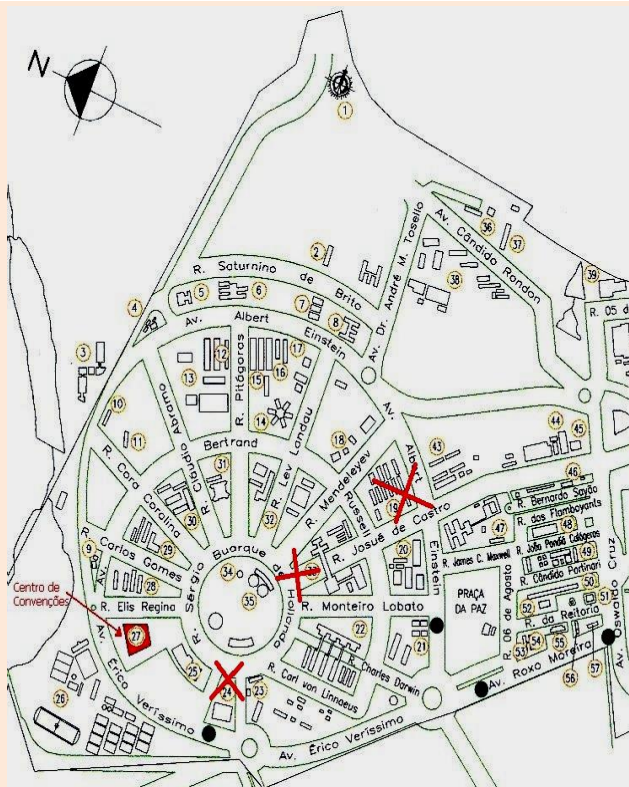 N
1
36
37
Av. Cândido Rondon
Av. Dr. André M. Tosello
2
38
39
R. Saturnino de Brito
5
6
7
8
4
R. 05 d
Av. Albert Einstein
3
12
17
13
16
15
R. Pitágoras
14
10
11
R. Cláudio Abramo
R. Lev Landau
18
Av. Albert Einstein
43
44
45
Bertrand Russel
R. Mendeleyev
31
32
R. Cora Coralina
30
19
46
R. Bernardo Sayão
R. dos Flamboyants
R. Josué de Castro
29
47
48
R. João Pandiá Calógeras
R. Carlos Gomes
R. Sérgio Buarque de Holanda
20
R. James C. Maxwell
49
R. Cândido Portinari
9
34
28
35
50
Centro de
Convenções
R. Elis Regina
R. Monteiro Lobato
PRAÇA
DA PAZ
R. 06 de Agosto
52
51
R. da Reitoria
Av. Oswaldo Cruz
27
22
21
53
54
55
56
57
Av. Roxo Moreira
25
R. Charles Darwin
26
24
23
R. Carl von Linnaeus
Av. Érico Veríssimo
Av. Érico Veríssimo